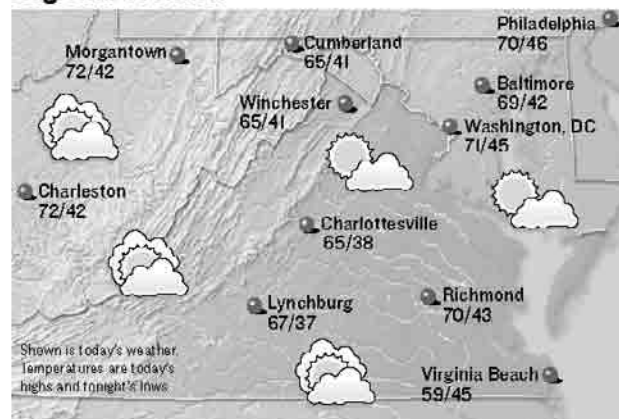 Philadelphia
70/46
Morgantown
72/42
Cumberland
65/41
Baltimore
69/42
Winchester
65/41
Washington, DC
71/45
Charleston
72/42
Charlottesville
65/38
Lynchburg
67/37
Richmond
70/43
Shown is today's weather.
Temperatures are today's
highs and tonight's lows
Virginia Beach
59/45